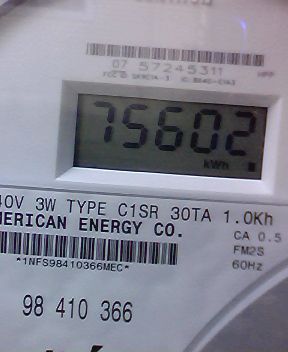 07 57245311
75602
kWh
40V 3W TYPE C1SR 30TA 1.0Kh
MERICAN ENERGY CO.
CA 0.5
FM2S
*1NFS98410366MEC*
60Hz
98 410 366